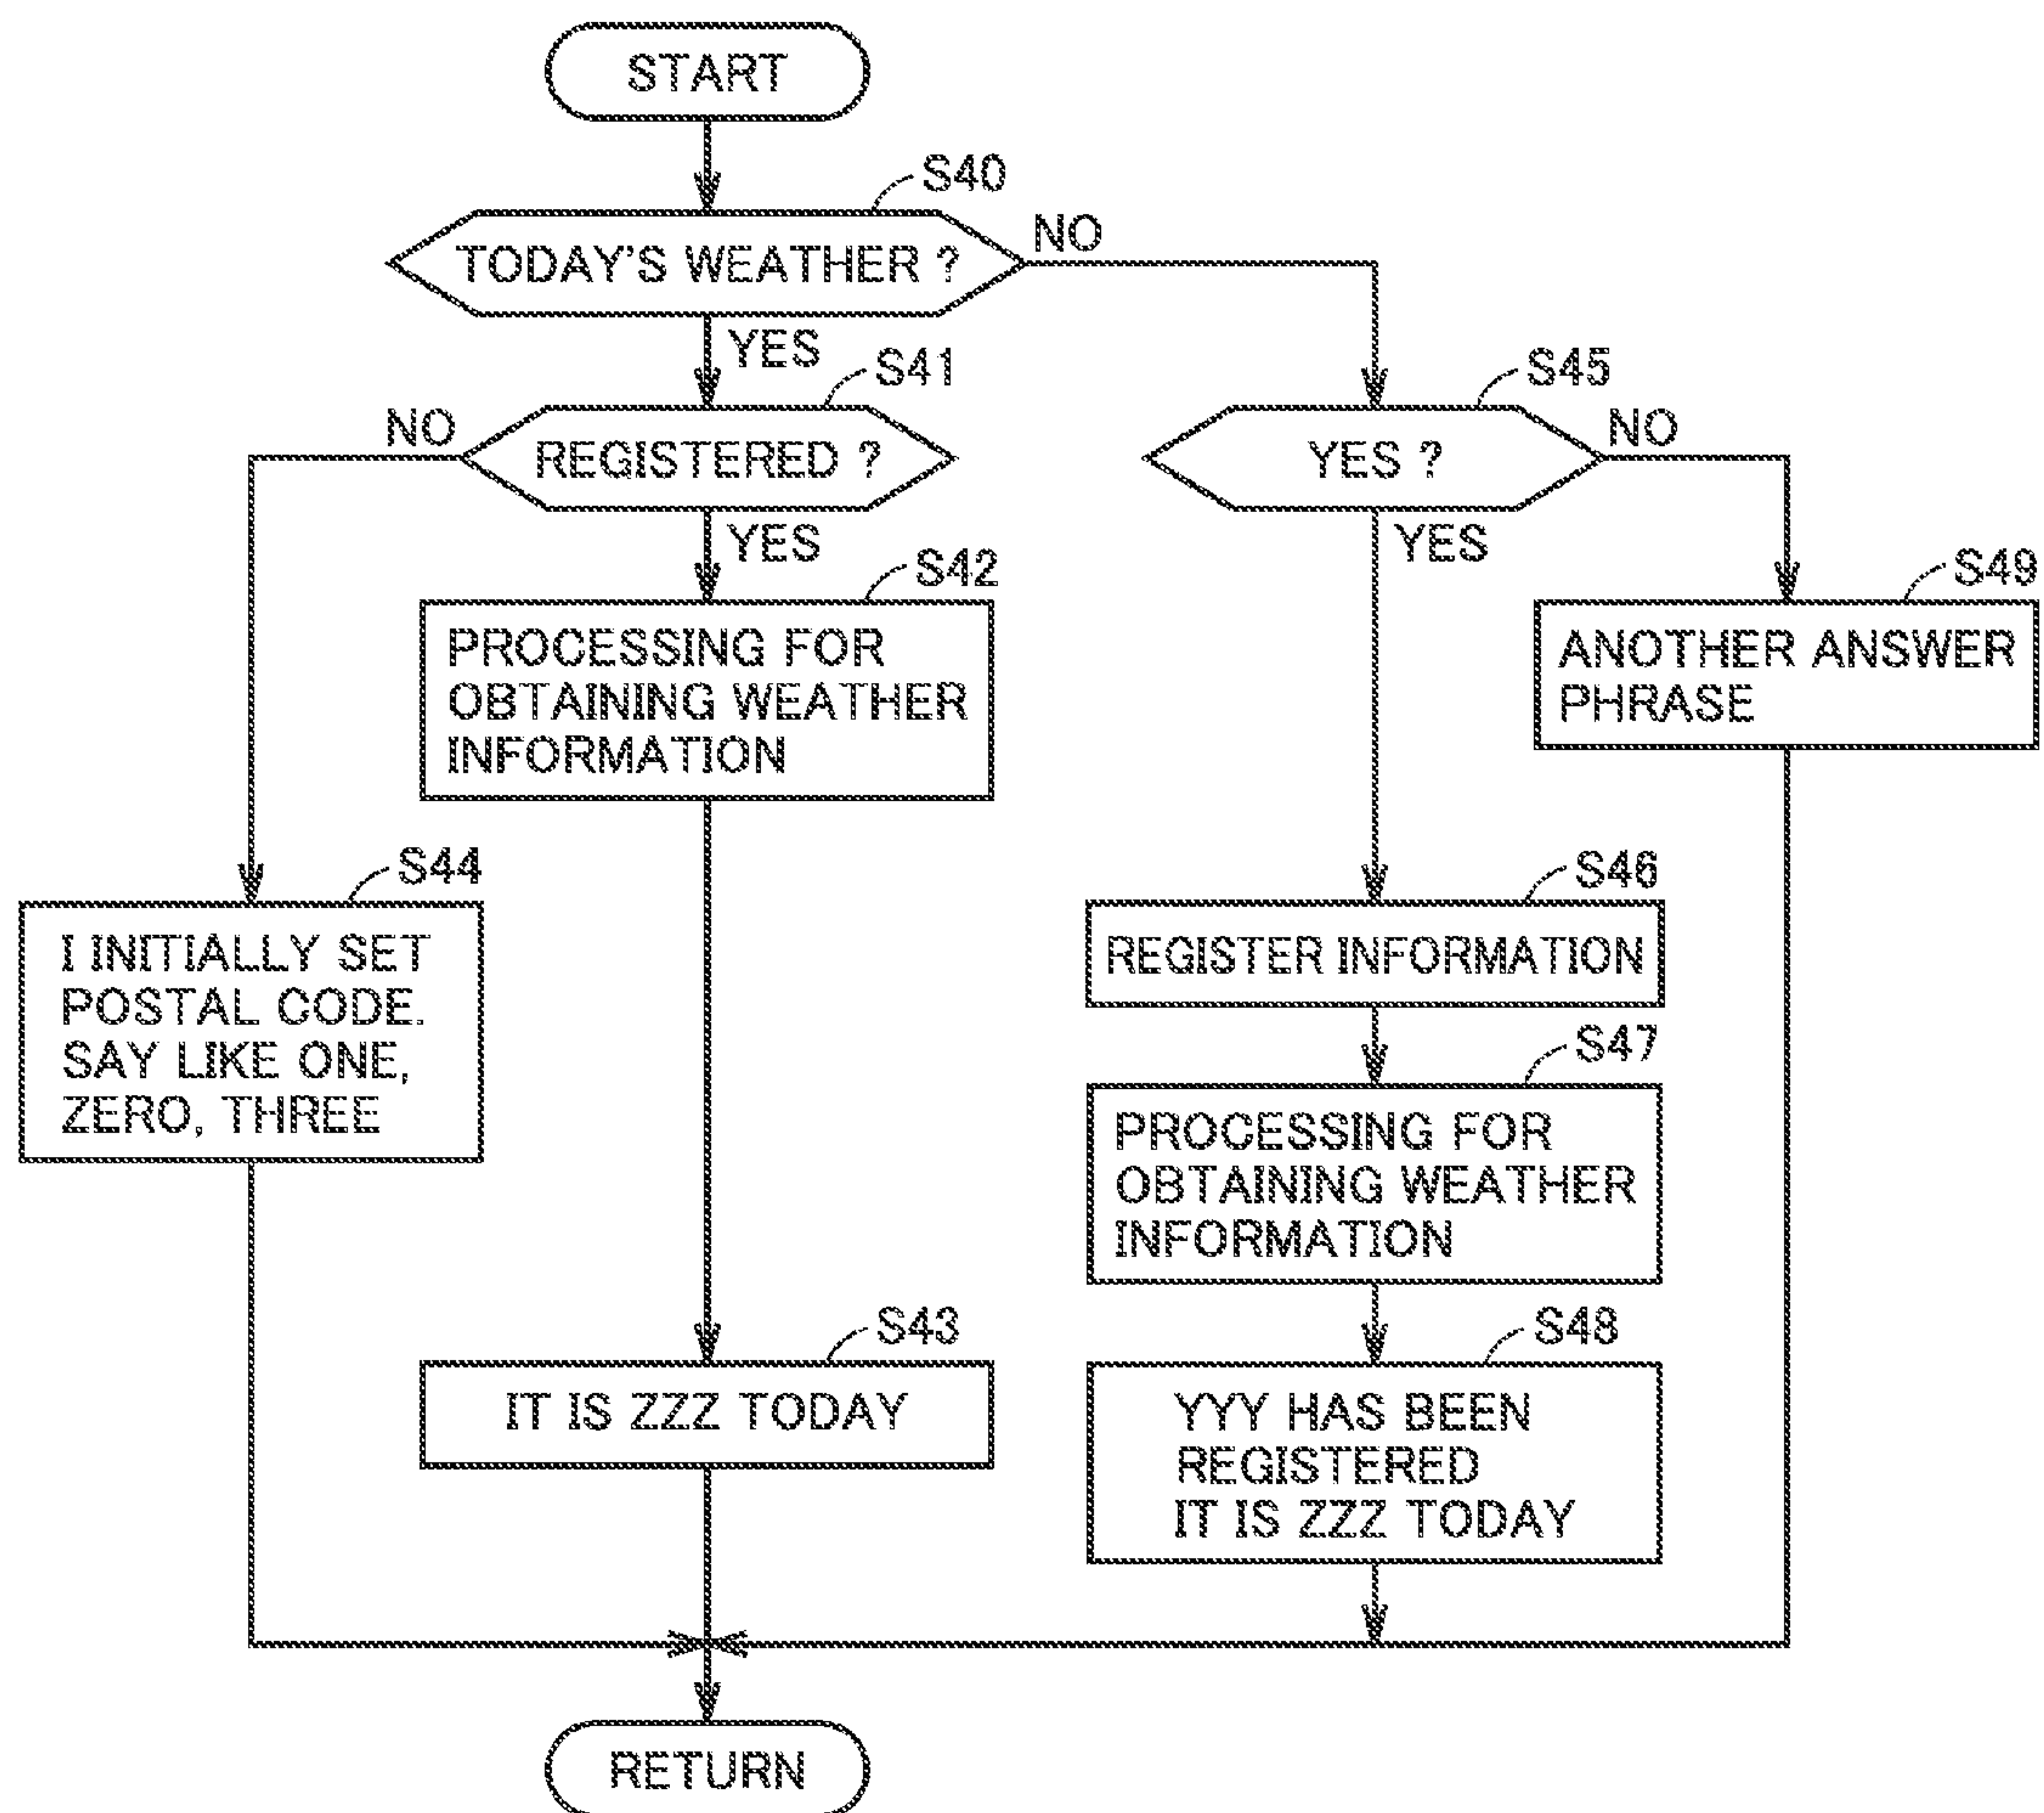 START
S40
TODAY'S WEATHER ?
NO
YES
S41
REGISTERED ?
NO
YES
S45
YES ?
NO
YES
S42
PROCESSING FOR
OBTAINING WEATHER
INFORMATION
S49
ANOTHER ANSWER
PHRASE
S44
I INITIALLY SET
POSTAL CODE.
SAY LIKE ONE,
ZERO, THREE
S46
REGISTER INFORMATION
S47
PROCESSING FOR
OBTAINING WEATHER
INFORMATION
S43
IT IS ZZZ TODAY
S48
YYY HAS BEEN
REGISTERED
IT IS ZZZ TODAY
RETURN